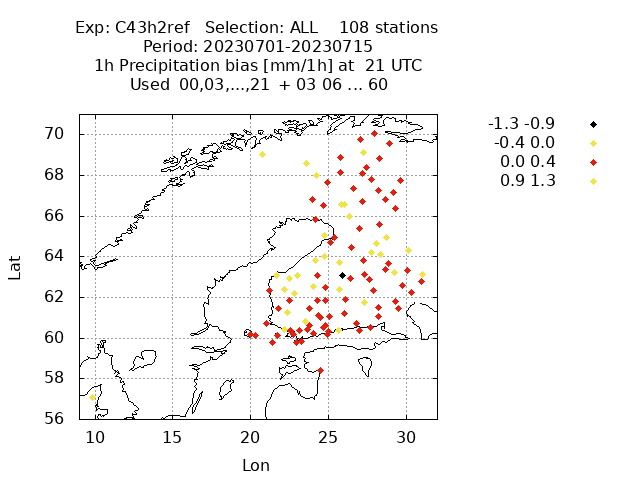 Exp: C43h2ref   Selection: ALL    108 stations
Period: 20230701-20230715
1h Precipitation bias [mm/1h] at  21 UTC
Used  00,03,...,21  + 03 06 ... 60
-1.3 -0.9
-0.4 0.0
0.0 0.4
0.9 1.3
70
68
66
64
62
60
58
56
Lat
10 15 20 25 30
Lon